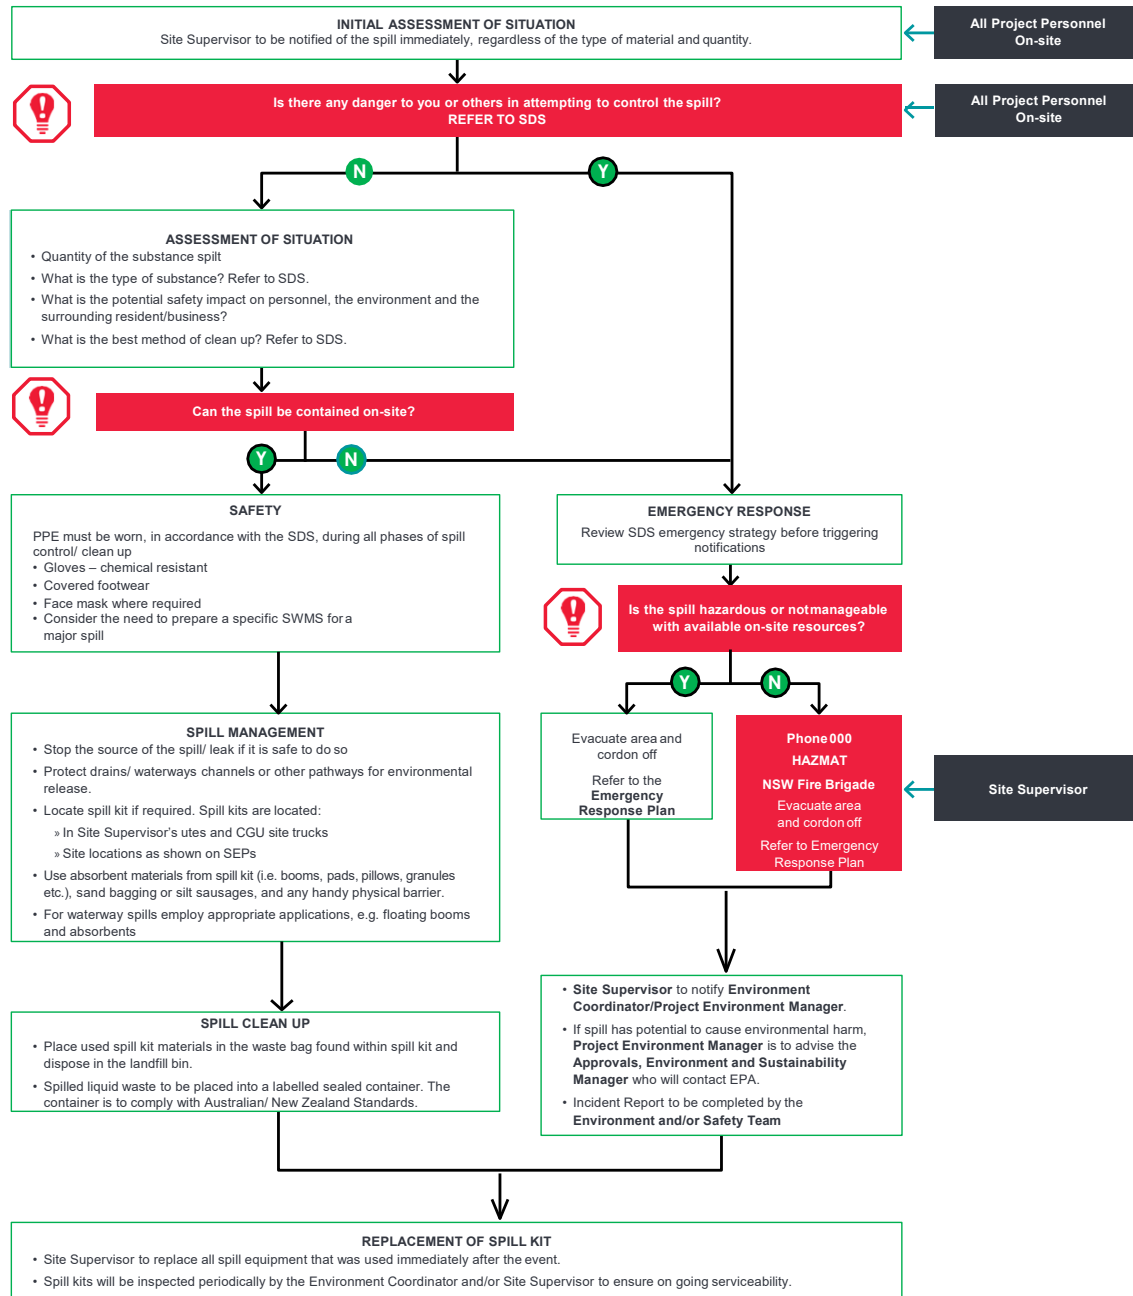 INITIAL ASSESSMENT OF SITUATION
Site Supervisor to be notified of the spill immediately, regardless of the type of material and quantity.
All Project Personnel
On-site
Is there any danger to you or others in attempting to control the spill?
REFER TO SDS
All Project Personnel
On-site
N
Y
ASSESSMENT OF SITUATION
• Quantity of the substance spilt
• What is the type of substance? Refer to SDS.
• What is the potential safety impact on personnel, the environment and the
surrounding resident/business?
• What is the best method of clean up? Refer to SDS.
Can the spill be contained on-site?
Y
N
SAFETY
PPE must be worn, in accordance with the SDS, during all phases of spill
control/ clean up
• Gloves – chemical resistant
• Covered footwear
• Face mask where required
• Consider the need to prepare a specific SWMS for a
major spill
EMERGENCY RESPONSE
Review SDS emergency strategy before triggering
notifications
Is the spill hazardous or notmanageable
with available on-site resources?
Y
N
SPILL MANAGEMENT
• Stop the source of the spill/ leak if it is safe to do so
• Protect drains/ waterways channels or other pathways for environmental
release.
• Locate spill kit if required. Spill kits are located:
» In Site Supervisor's utes and CGU site trucks
» Site locations as shown on SEPs
• Use absorbent materials from spill kit (i.e. booms, pads, pillows, granules
etc.), sand bagging or silt sausages, and any handy physical barrier.
• For waterway spills employ appropriate applications, e.g. floating booms
and absorbents
Evacuate area and
cordon off
Refer to the
Emergency
Response Plan
Phone 000
HAZMAT
NSW Fire Brigade
Evacuate area
and cordon off
Refer to Emergency
Response Plan
Site Supervisor
SPILL CLEAN UP
• Place used spill kit materials in the waste bag found within spill kit and
dispose in the landfill bin.
• Spilled liquid waste to be placed into a labelled sealed container. The
container is to comply with Australian/ New Zealand Standards.
• Site Supervisor to notify Environment
Coordinator/Project Environment Manager.
• If spill has potential to cause environmental harm,
Project Environment Manager is to advise the
Approvals, Environment and Sustainability
Manager who will contact EPA.
• Incident Report to be completed by the
Environment and/or Safety Team
REPLACEMENT OF SPILL KIT
• Site Supervisor to replace all spill equipment that was used immediately after the event.
• Spill kits will be inspected periodically by the Environment Coordinator and/or Site Supervisor to ensure on going serviceability.